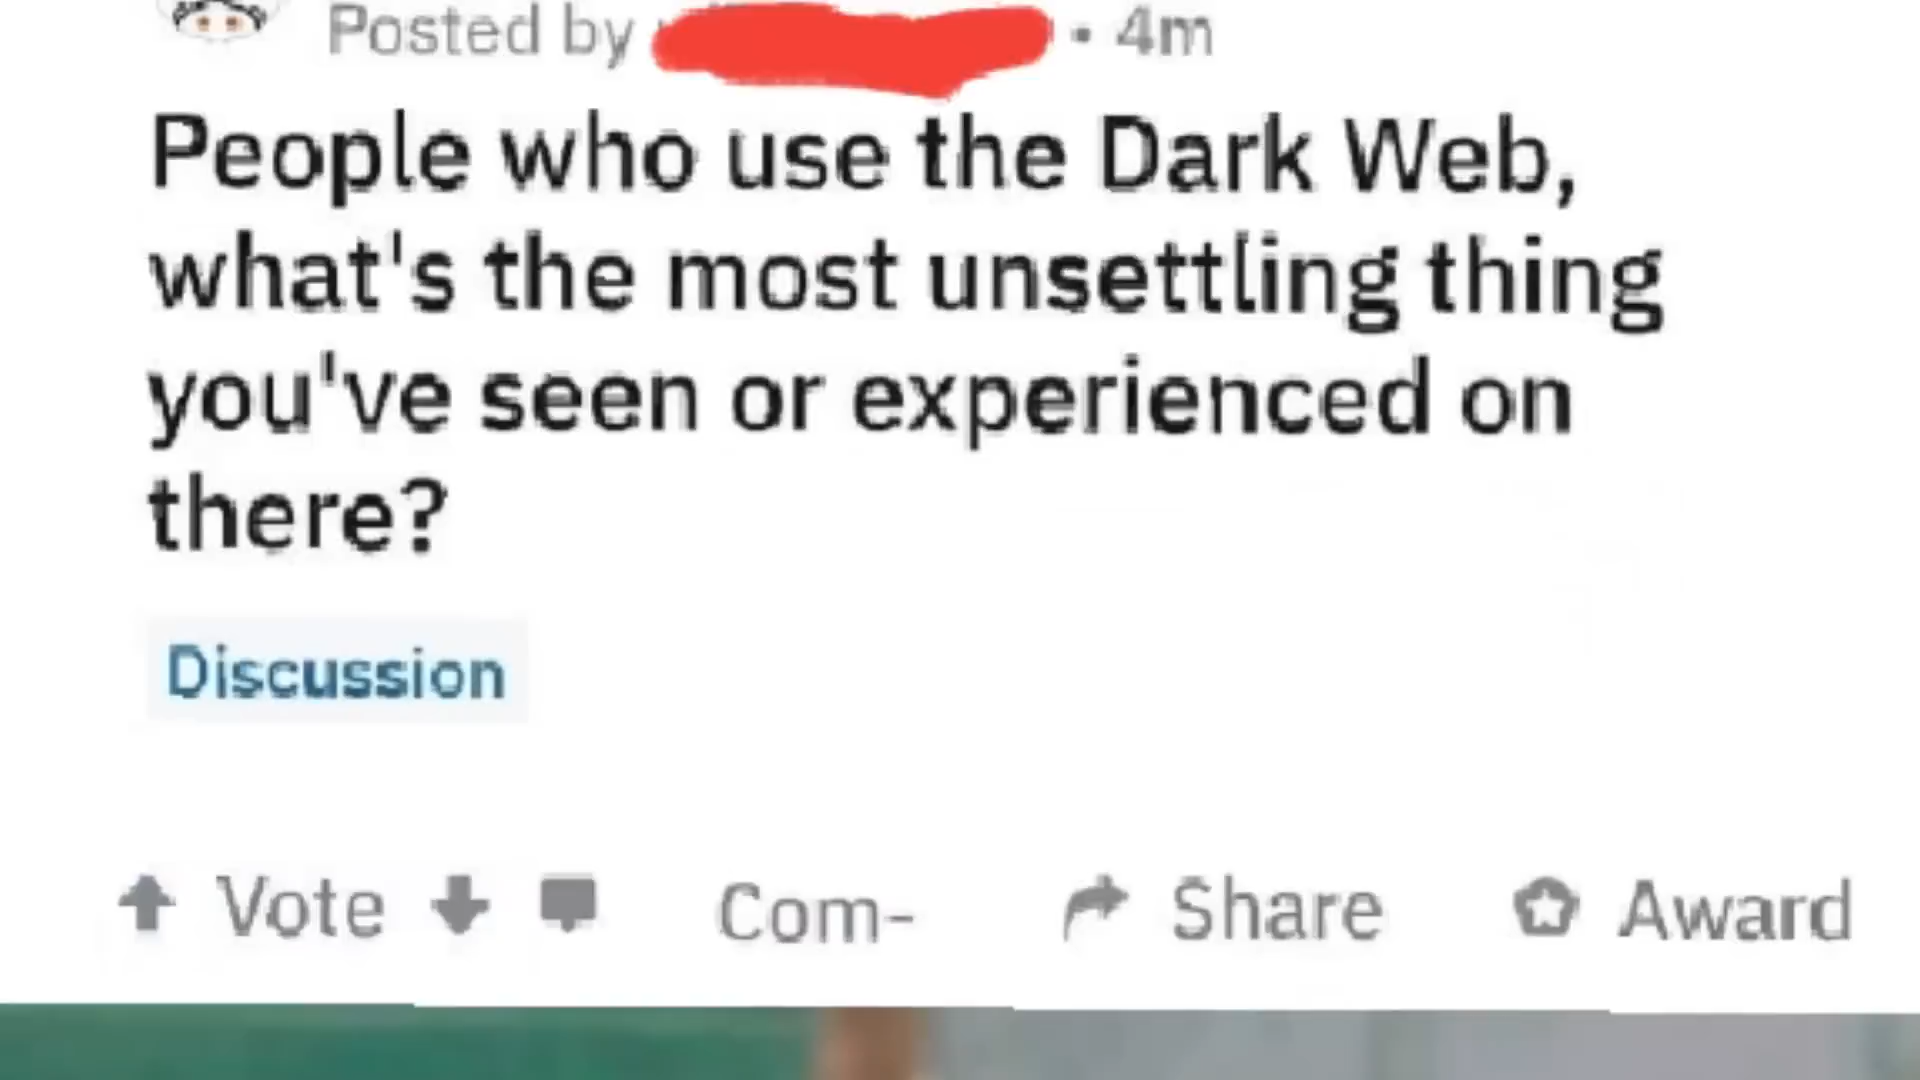 Posted by • 4m
People who use the Dark Web,
what's the most unsettling thing
you've seen or experienced on
there?
Discussion
Vote Com- Share Award